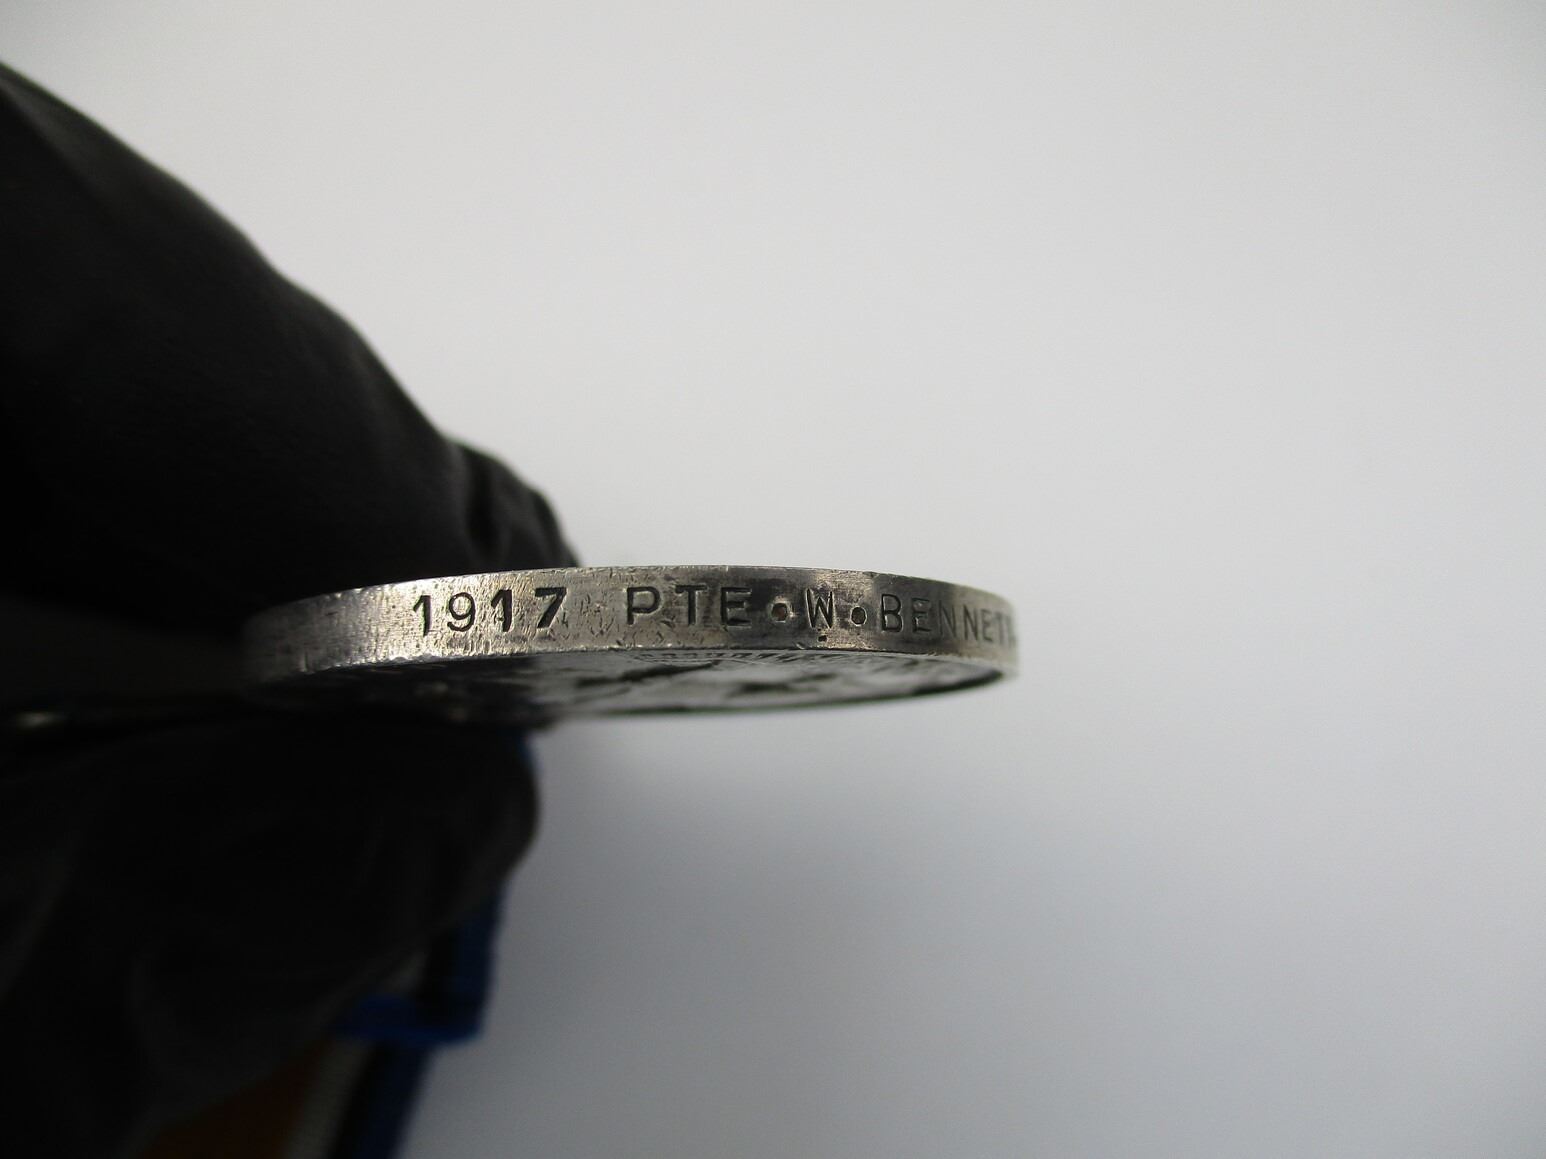 1917 PTE • W • BENNETT